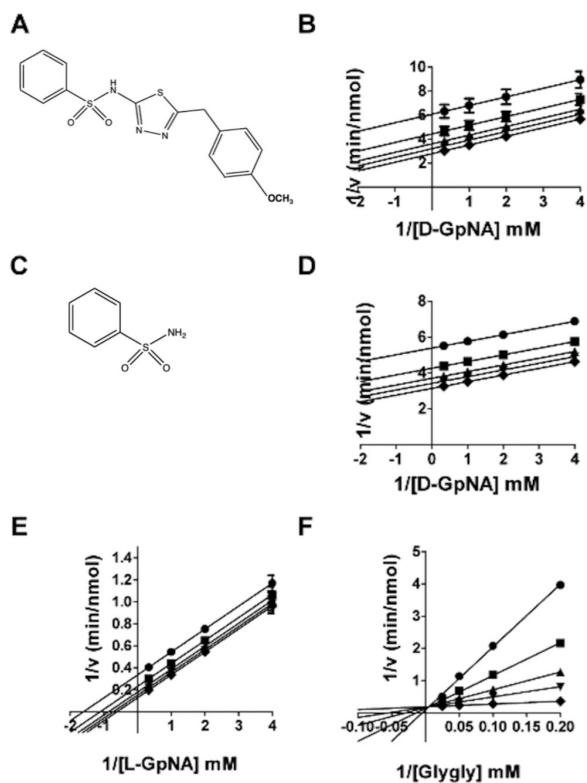 A
H
N
S
S
O
O
N
N
OCH₃
B
10
8
6
4
2
1/v (min/nmol)
-2 -1 0 1 2 3 4
1/[D-GpNA] mM
C
NH₂
S
O
O
D
8
6
4
2
1/v (min/nmol)
-2 -1 0 1 2 3 4
1/[D-GpNA] mM
E
1.4
1.2
1.0
0.8
0.6
0.4
0.2
1/v (min/nmol)
-2 -1 0 1 2 3 4
1/[L-GpNA] mM
F
5
4
3
2
1
1/v (min/nmol)
-0.10 -0.05 0.00 0.05 0.10 0.15 0.20
1/[Glygly] mM